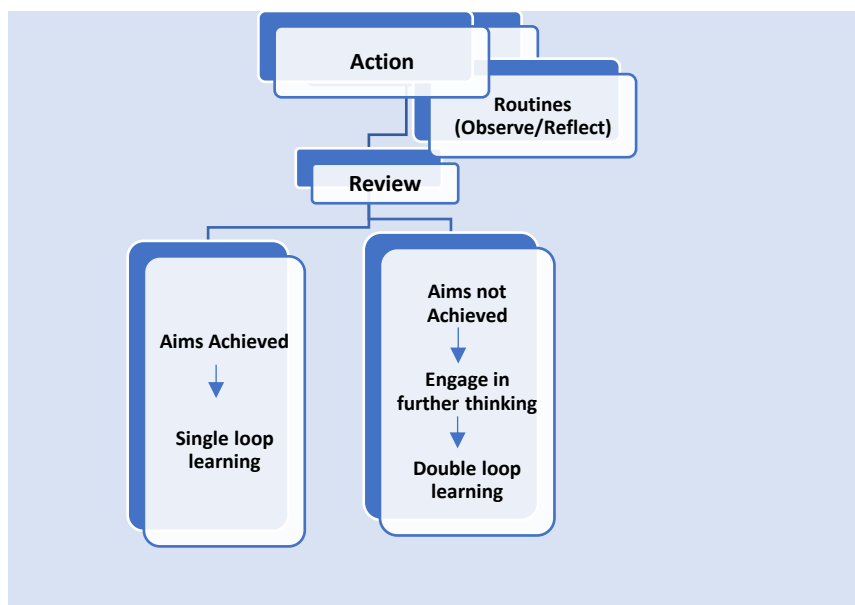 Action
Routines
(Observe/Reflect)
Review
Aims Achieved
Single loop
learning
Aims not
Achieved
Engage in
further thinking
Double loop
learning